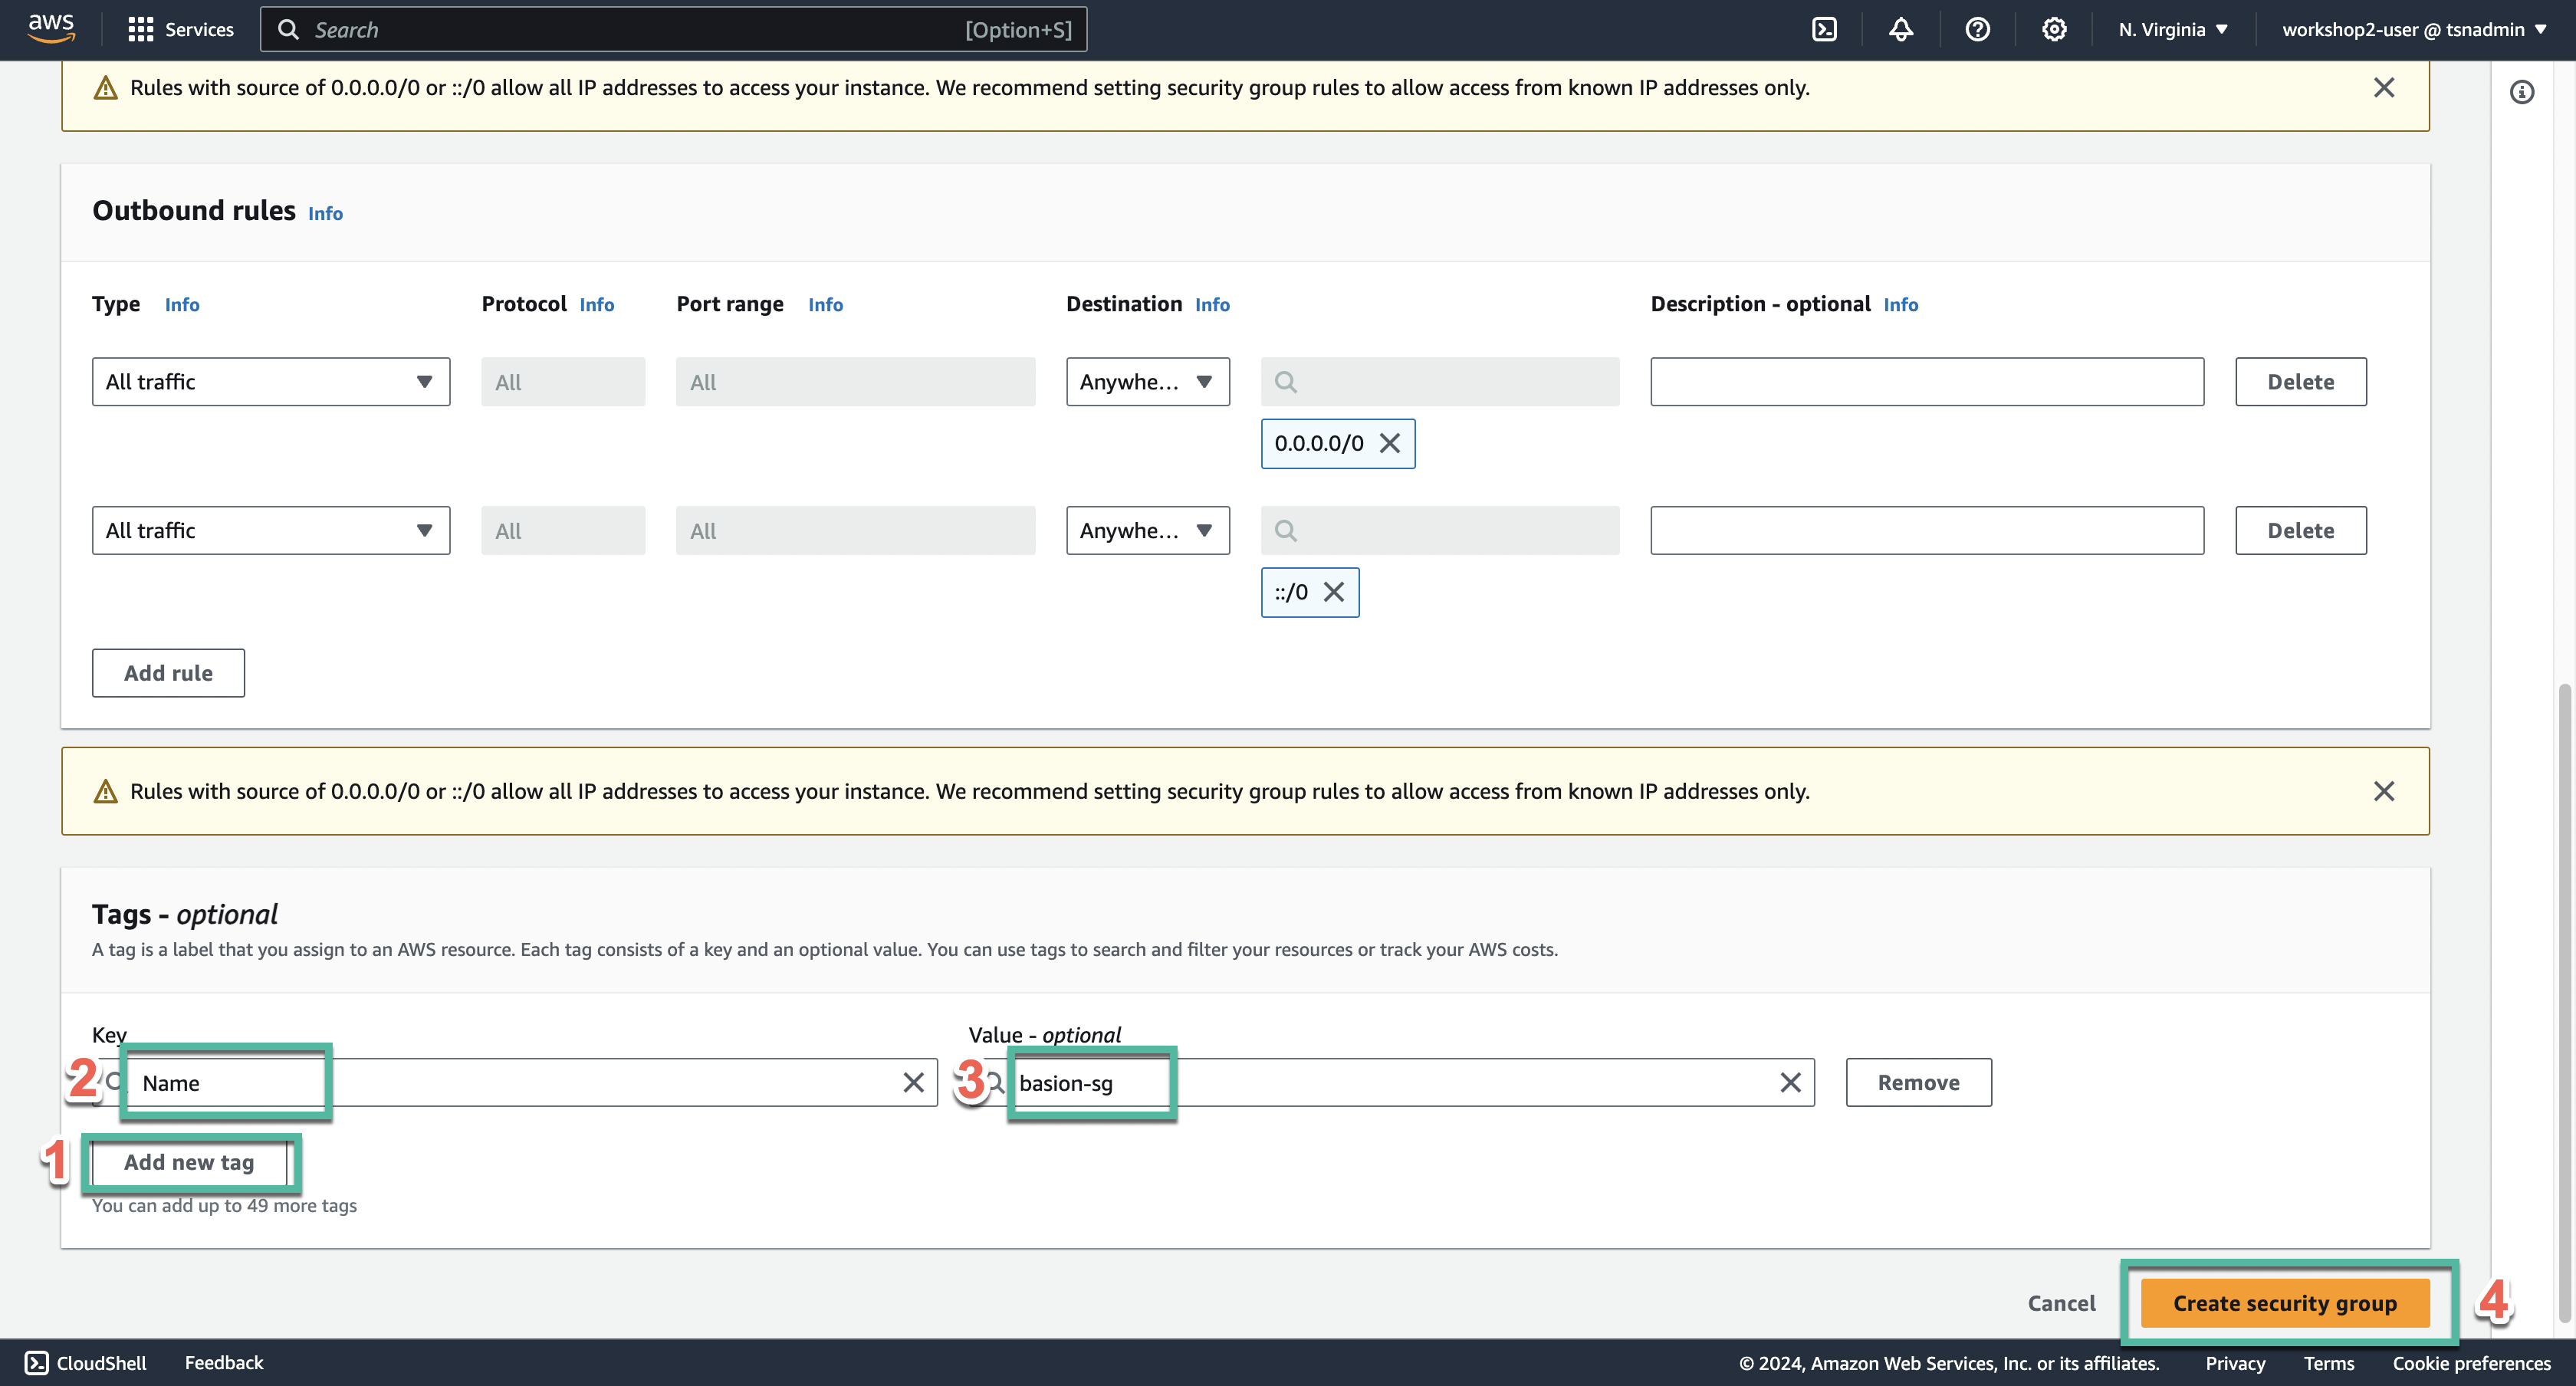 aws Services Search [Option+S] N. Virginia workshop2-user @ tsnadmin
Rules with source of 0.0.0.0/0 or ::/0 allow all IP addresses to access your instance. We recommend setting security group rules to allow access from known IP addresses only.
Outbound rules Info
Type Info Protocol Info Port range Info Destination Info Description - optional Info
All traffic All All Anywhe... Delete
0.0.0.0/0
All traffic All All Anywhe... Delete
::/0
Add rule
Rules with source of 0.0.0.0/0 or ::/0 allow all IP addresses to access your instance. We recommend setting security group rules to allow access from known IP addresses only.
Tags - optional
A tag is a label that you assign to an AWS resource. Each tag consists of a key and an optional value. You can use tags to search and filter your resources or track your AWS costs.
Key Value - optional
2 Name 3 basion-sg Remove
1 Add new tag
You can add up to 49 more tags
Cancel Create security group 4
CloudShell Feedback © 2024, Amazon Web Services, Inc. or its affiliates. Privacy Terms Cookie preferences